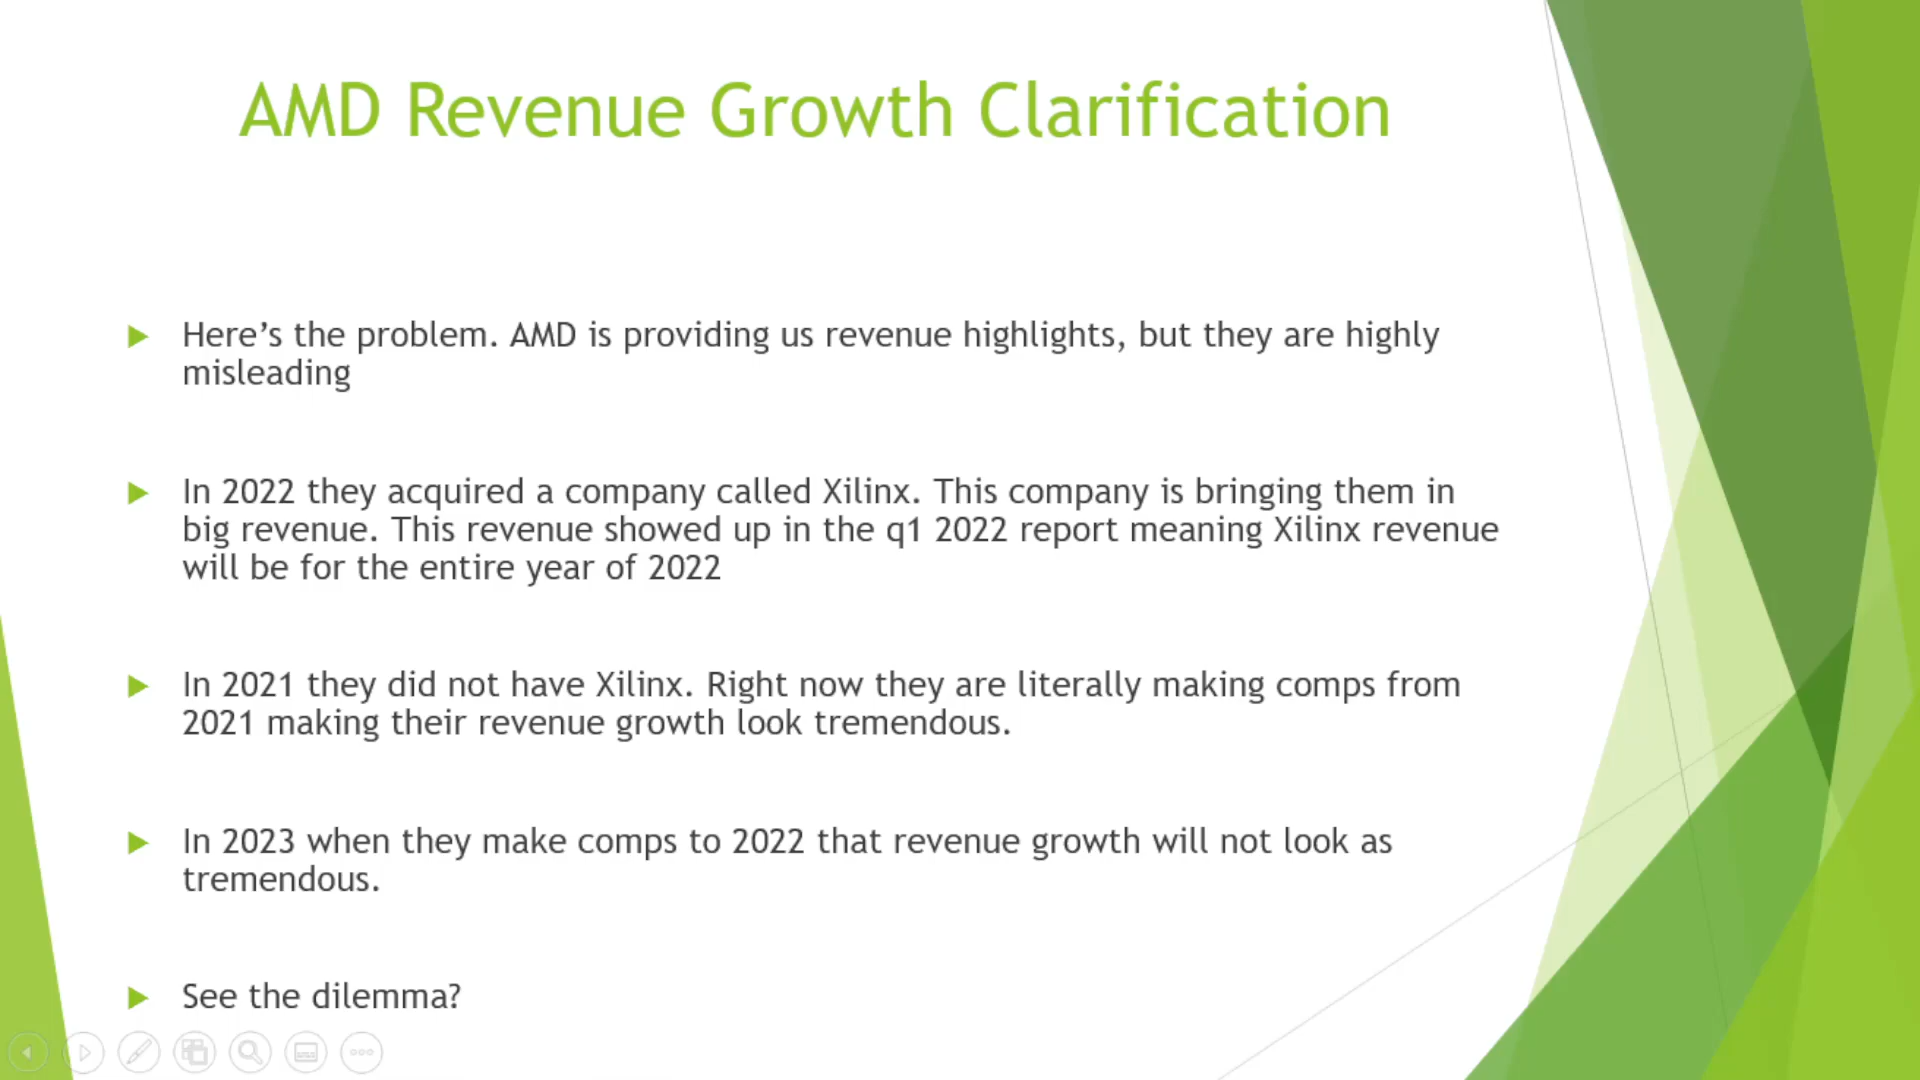 AMD Revenue Growth Clarification
Here’s the problem. AMD is providing us revenue highlights, but they are highly
misleading
In 2022 they acquired a company called Xilinx. This company is bringing them in
big revenue. This revenue showed up in the q1 2022 report meaning Xilinx revenue
will be for the entire year of 2022
In 2021 they did not have Xilinx. Right now they are literally making comps from
2021 making their revenue growth look tremendous.
In 2023 when they make comps to 2022 that revenue growth will not look as
tremendous.
See the dilemma?